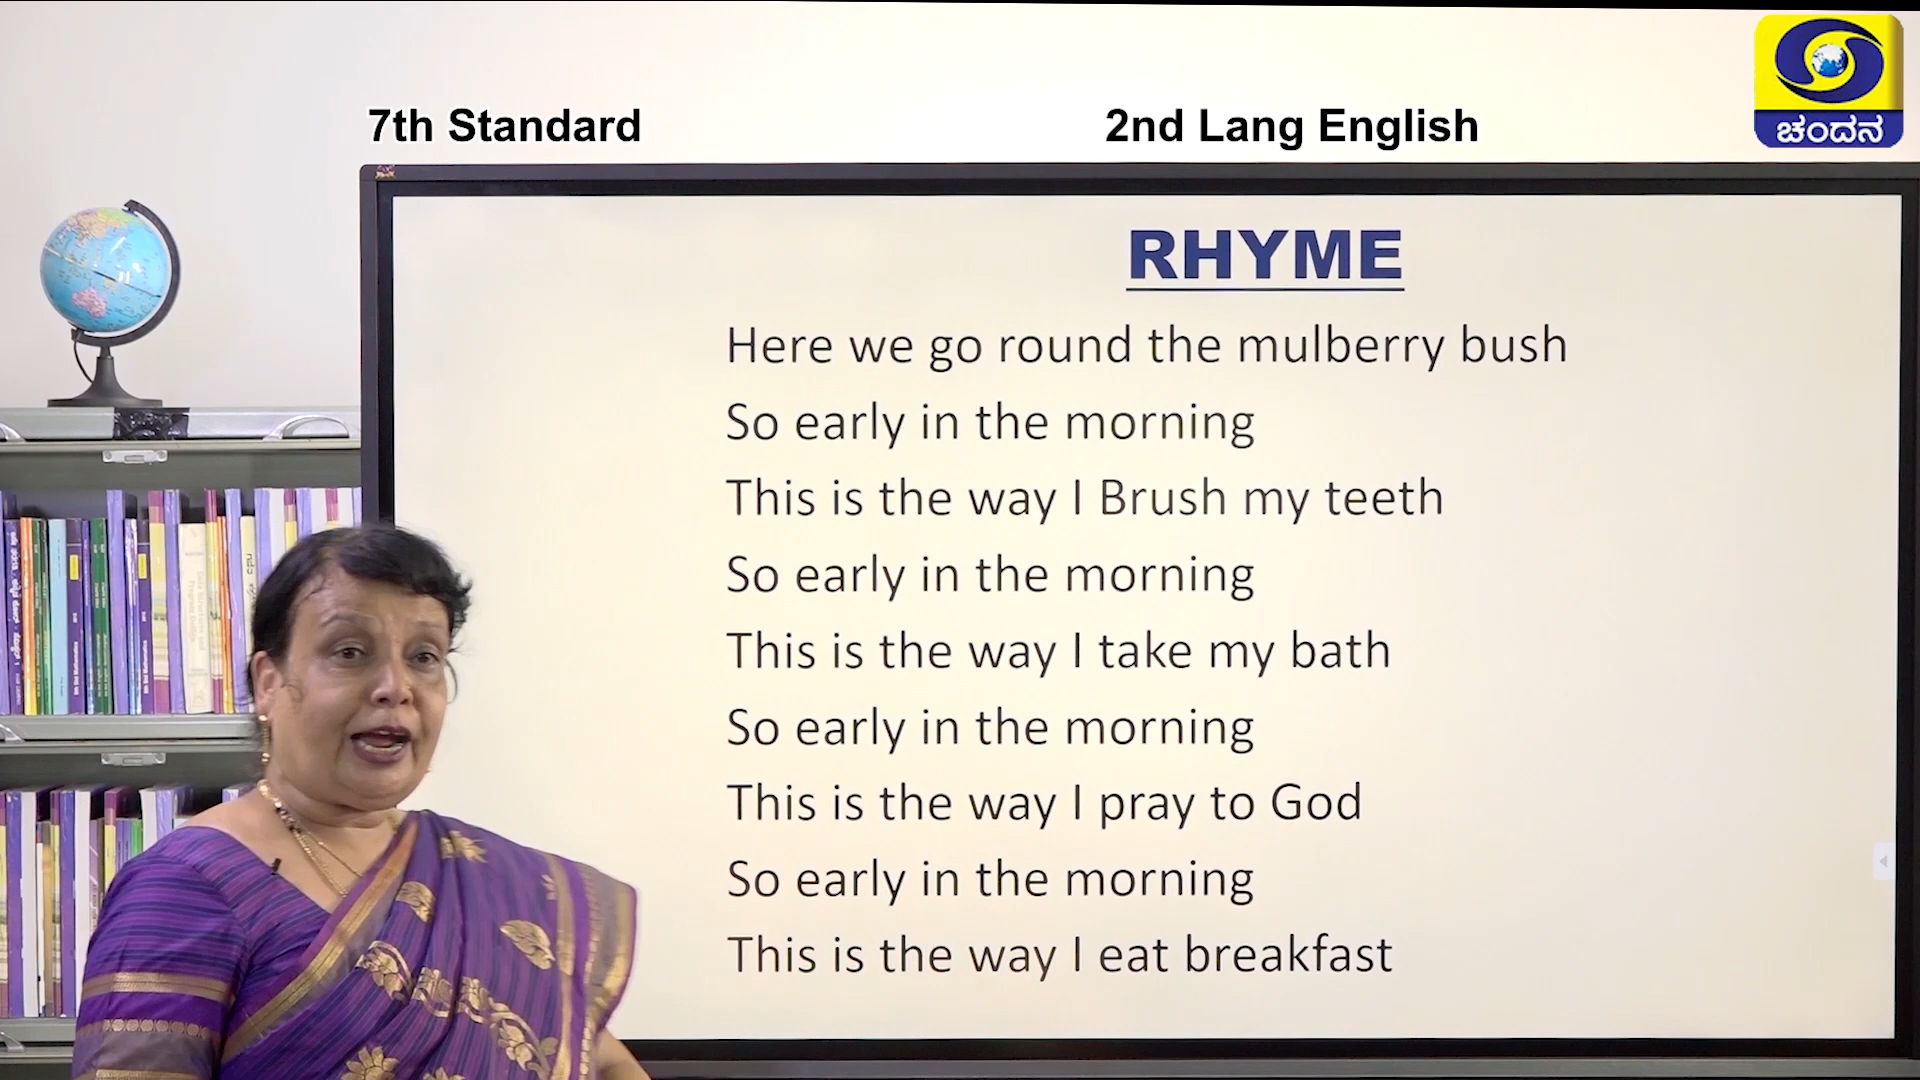 7th Standard
2nd Lang English
ಚಂದನ
RHYME
Here we go round the mulberry bush
So early in the morning
This is the way I Brush my teeth
So early in the morning
This is the way I take my bath
So early in the morning
This is the way I pray to God
So early in the morning
This is the way I eat breakfast